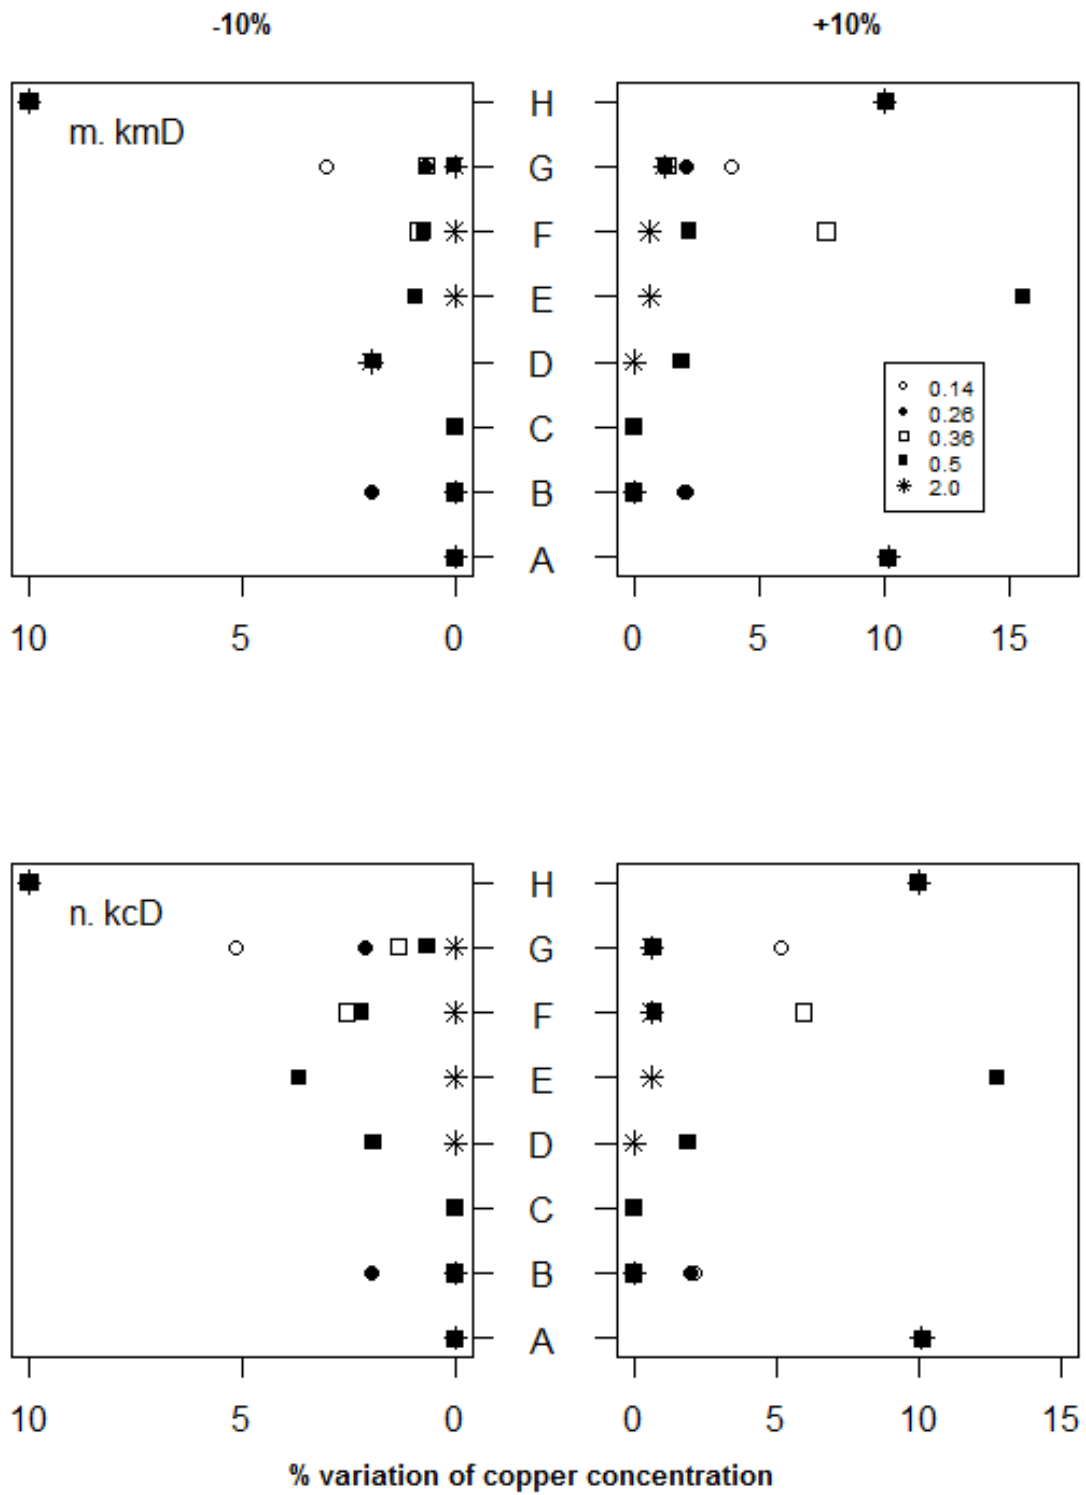 -10% +10%
m. kmD
H
G
F
E
D
C
B
A
0.14
0.26
0.36
0.5
2.0
10 5 0 0 5 10 15
n. kcD
H
G
F
E
D
C
B
A
10 5 0 0 5 10 15
% variation of copper concentration